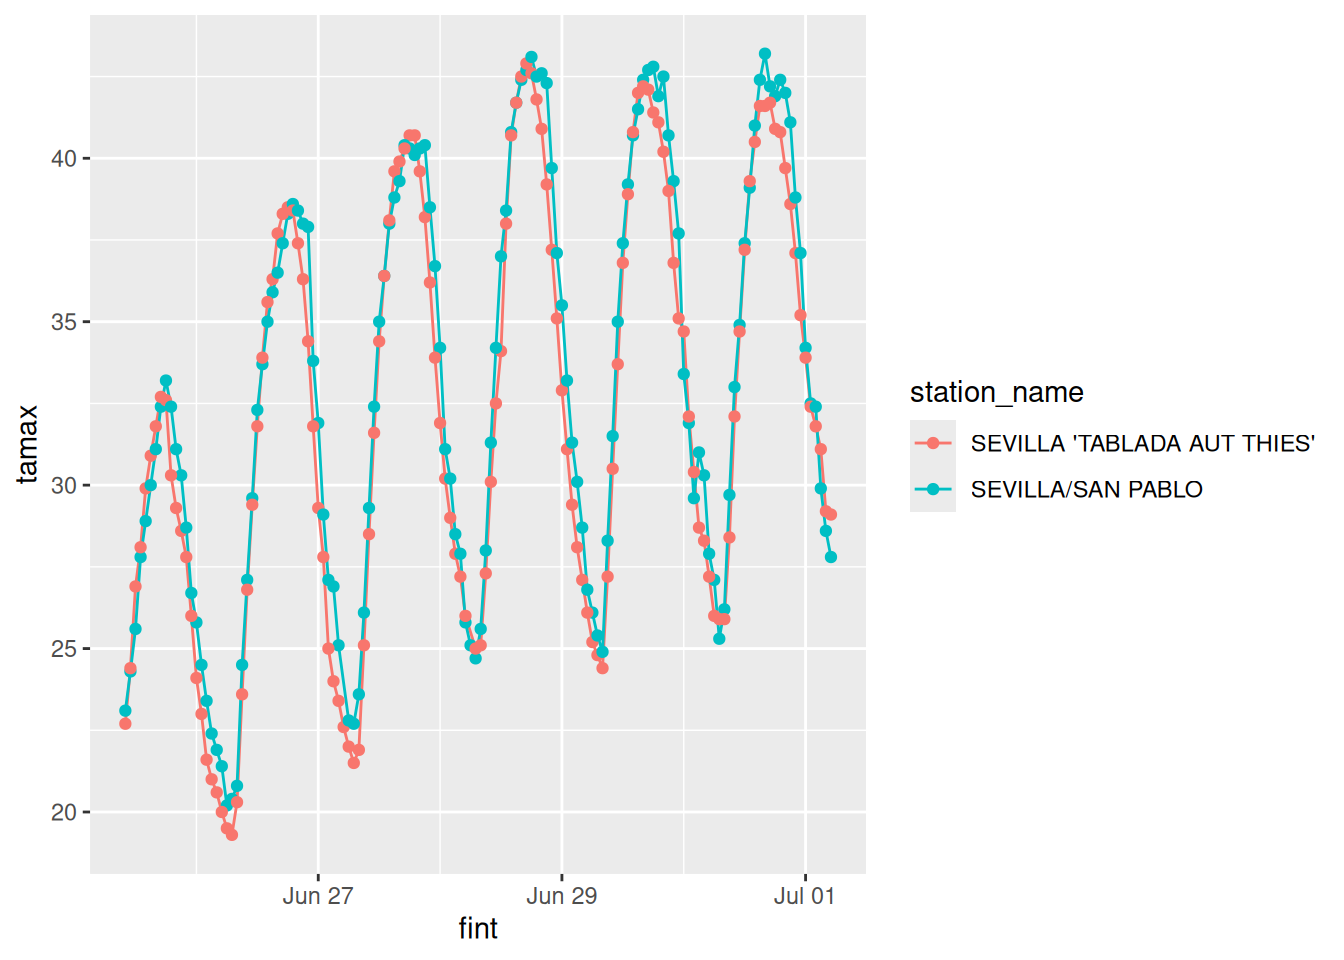 tamax
40
35
30
25
20
Jun 27
Jun 29
Jul 01
fint
station_name
SEVILLA 'TABLADA AUT THIES'
SEVILLA/SAN PABLO